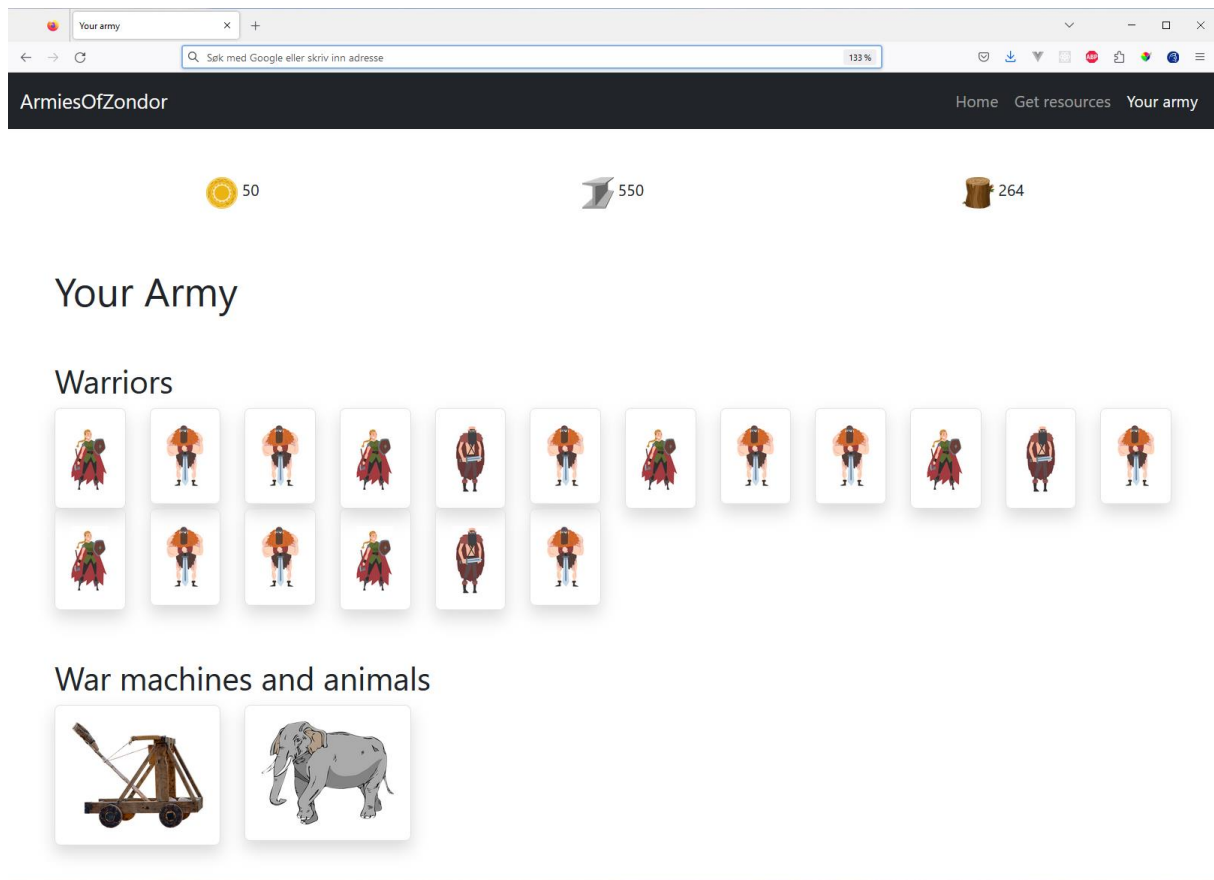 Your army
Søk med Google eller skriv inn adresse 133 %
ABP
ArmiesOfZondor Home Get resources Your army
50 550 264
Your Army
Warriors
War machines and animals